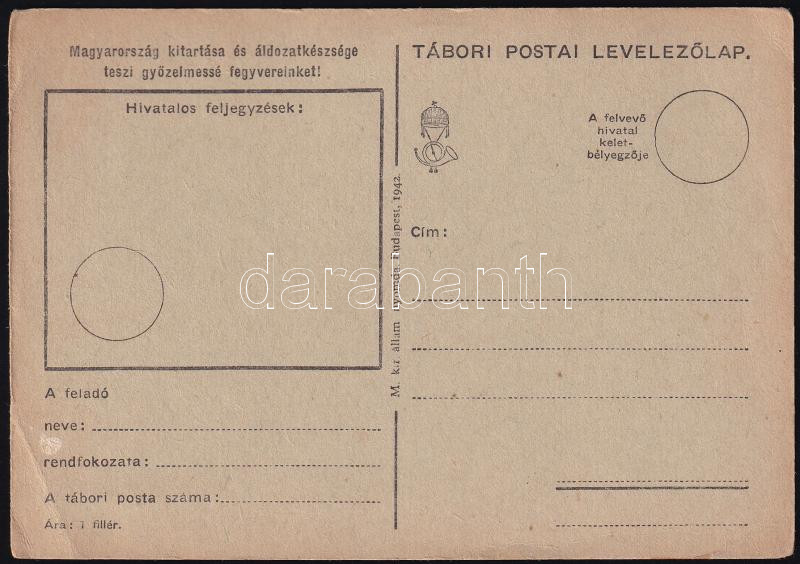 Magyarország kitartása és áldozatkészsége
teszi győzelmessé fegyvereinket!
Hivatalos feljegyzések:
A feladó
neve:
rendfokozata:
A tábori posta száma:
Ára: 1 fillér.
M. kir. állam. nyomda. Budapest, 1942.
TÁBORI POSTAI LEVELEZŐLAP.
A felvevő
hivatal
kelet-
bélyegzője
Cím:
darabanth